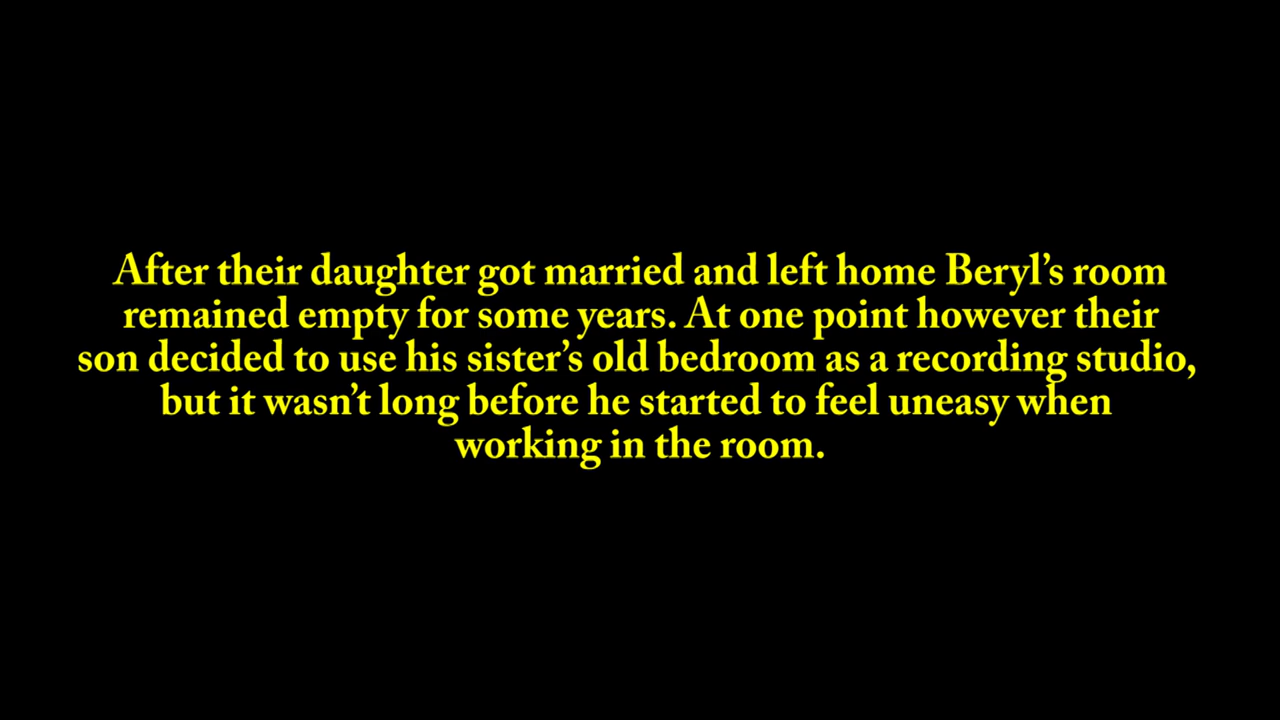 After their daughter got married and left home Beryl’s room
remained empty for some years. At one point however their
son decided to use his sister’s old bedroom as a recording studio,
but it wasn’t long before he started to feel uneasy when
working in the room.